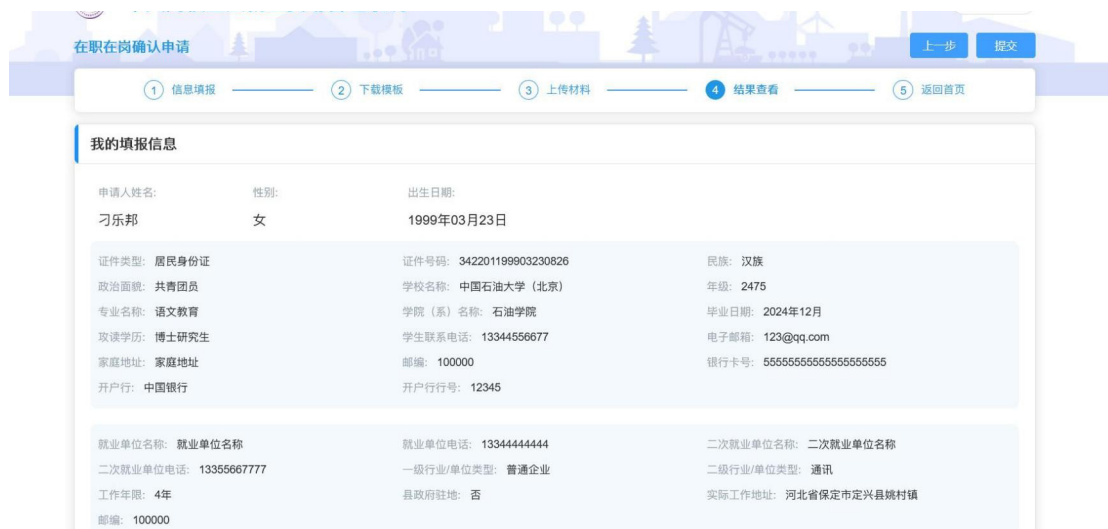 在职在岗确认申请
上一步 提交
1 信息填报 2 下载模板 3 上传材料 4 结果查看 5 返回首页
我的填报信息
申请人姓名: 性别: 出生日期:
刁乐邦 女 1999年03月23日
证件类型: 居民身份证 证件号码: 342201199903230826 民族: 汉族
政治面貌: 共青团员 学校名称: 中国石油大学（北京） 年级: 2475
专业名称: 语文教育 学院（系）名称: 石油学院 毕业日期: 2024年12月
攻读学历: 博士研究生 学生联系电话: 13344556677 电子邮箱: 123@qq.com
家庭地址: 家庭地址 邮编: 100000 银行卡号: 55555555555555555555
开户行: 中国银行 开户行行号: 12345
就业单位名称: 就业单位名称 就业单位电话: 13344444444 二次就业单位名称: 二次就业单位名称
二次就业单位电话: 13355667777 一级行业/单位类型: 普通企业 二级行业/单位类型: 通讯
工作年限: 4年 县政府驻地: 否 实际工作地址: 河北省保定市定兴县姚村镇
邮编: 100000